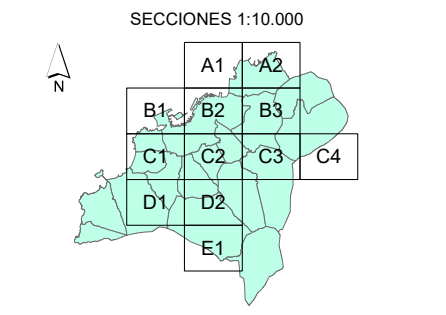 SECCIONES 1:10.000
A1 A2
N
B1 B2 B3
C1 C2 C3 C4
D1 D2
E1